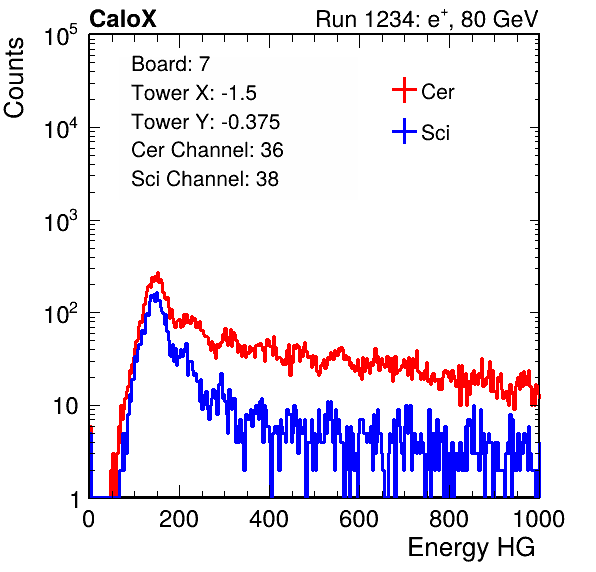 CaloX Run 1234: e⁺, 80 GeV
Counts
Board: 7
Tower X: -1.5
Tower Y: -0.375
Cer Channel: 36
Sci Channel: 38
Cer
Sci
10⁵
10⁴
10³
10²
10
1
0 200 400 600 800 1000
Energy HG